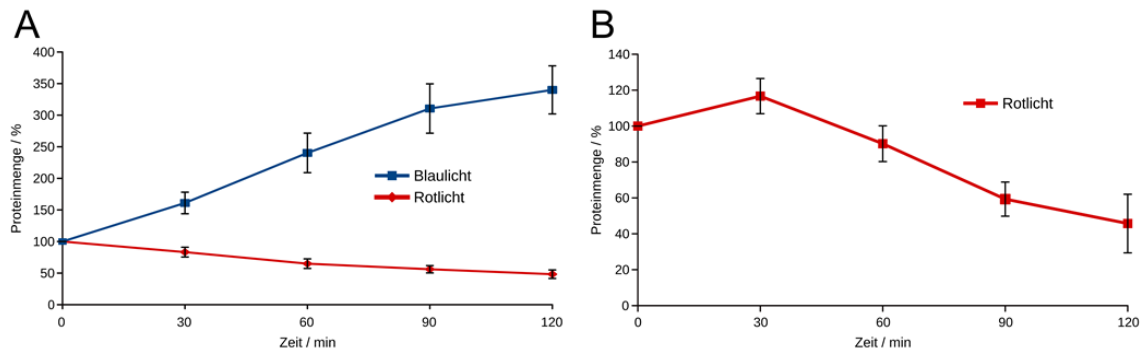 A
Proteinmenge / %
400
350
300
250
200
150
100
50
0
0 30 60 90 120
Zeit / min
Blaulicht
Rotlicht
B
Proteinmenge / %
140
120
100
80
60
40
20
0
0 30 60 90 120
Zeit / min
Rotlicht